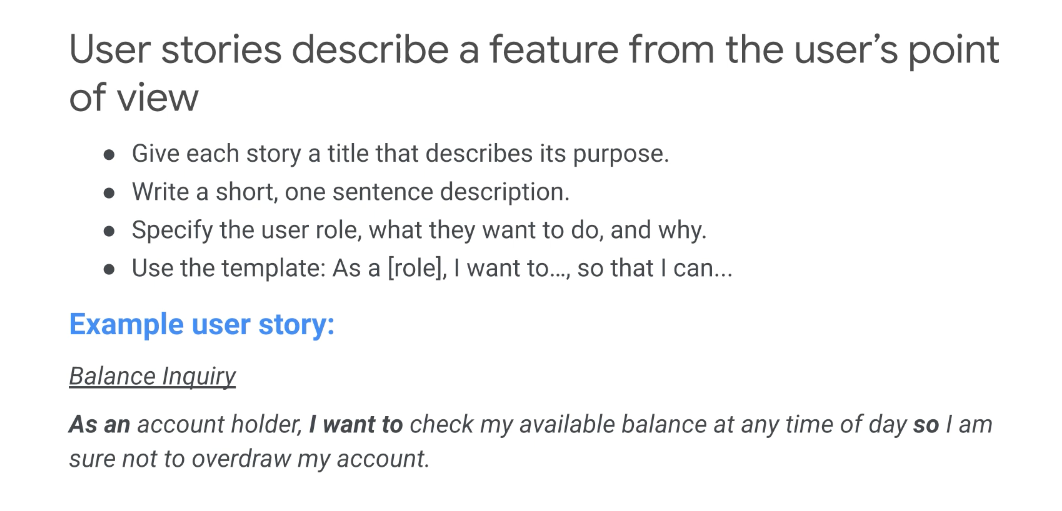 User stories describe a feature from the user’s point
of view
● Give each story a title that describes its purpose.
● Write a short, one sentence description.
● Specify the user role, what they want to do, and why.
● Use the template: As a [role], I want to…, so that I can...
Example user story:
Balance Inquiry
As an account holder, I want to check my available balance at any time of day so I am
sure not to overdraw my account.